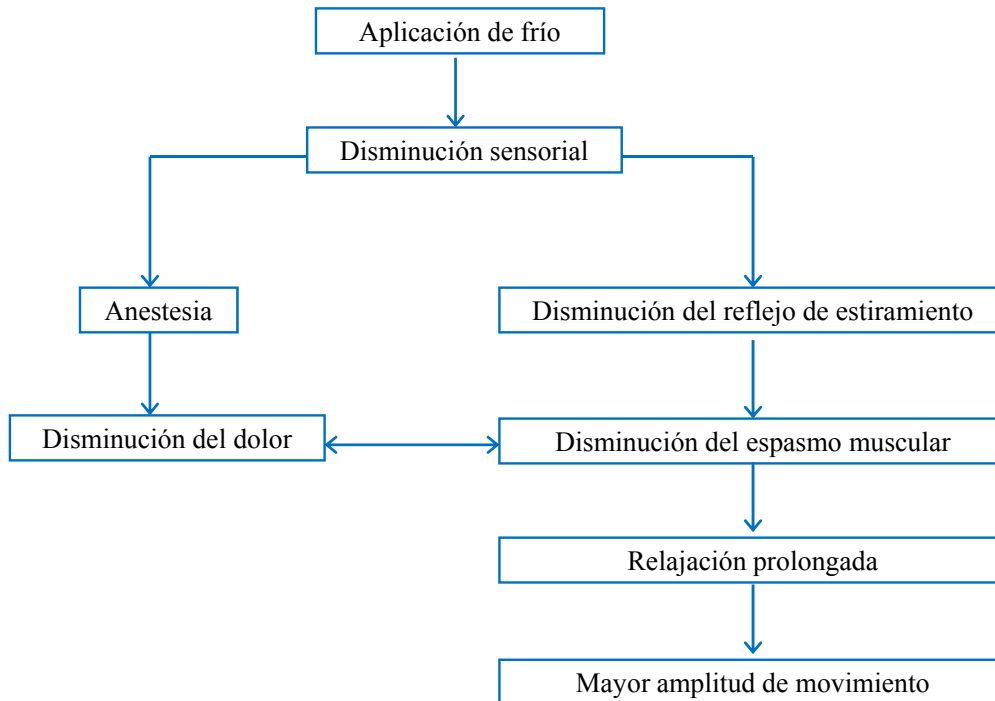 Aplicación de frío
Disminución sensorial
Anestesia
Disminución del reflejo de estiramiento
Disminución del dolor
Disminución del espasmo muscular
Relajación prolongada
Mayor amplitud de movimiento